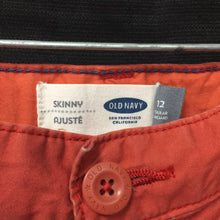 SKINNY
AJUSTÉ
OLD NAVY
SAN FRANCISCO
CALIFORNIA
12